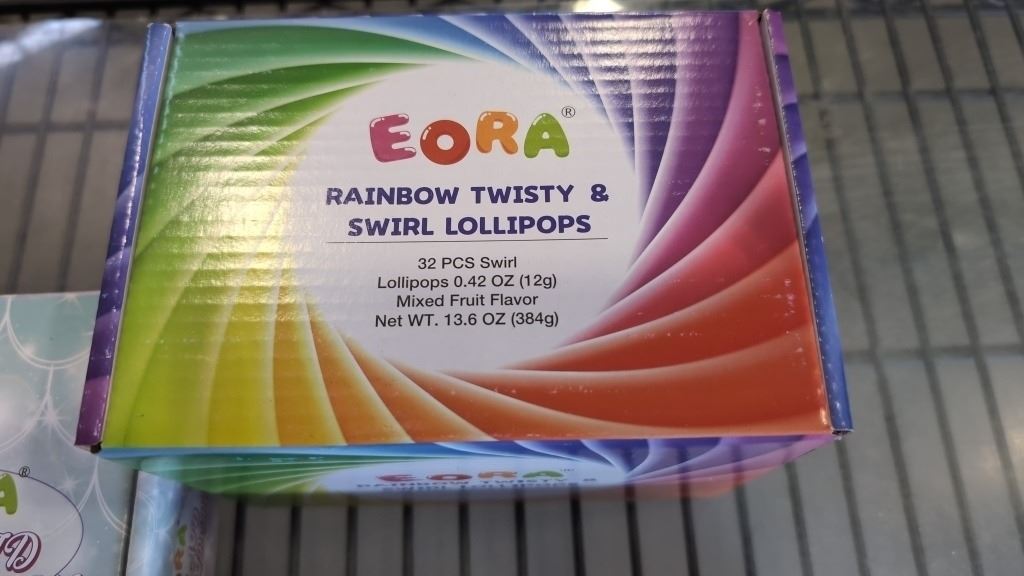 EORA®
RAINBOW TWISTY &
SWIRL LOLLIPOPS
32 PCS Swirl
Lollipops 0.42 OZ (12g)
Mixed Fruit Flavor
Net WT. 13.6 OZ (384g)
EORA
RAINBOW TWISTY &
A®
EORA